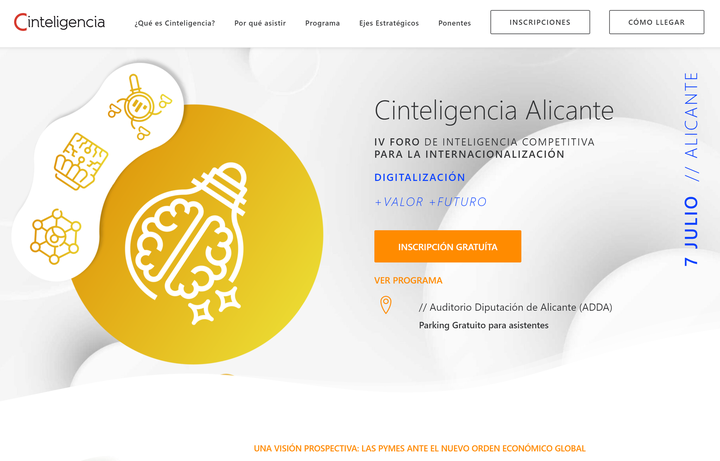 Cinteligencia
¿Qué es Cinteligencia?
Por qué asistir
Programa
Ejes Estratégicos
Ponentes
INSCRIPCIONES
CÓMO LLEGAR
Cinteligencia Alicante
IV FORO DE INTELIGENCIA COMPETITIVA
PARA LA INTERNACIONALIZACIÓN
DIGITALIZACIÓN
+VALOR +FUTURO
INSCRIPCIÓN GRATUÍTA
VER PROGRAMA
// Auditorio Diputación de Alicante (ADDA)
Parking Gratuito para asistentes
7 JULIO // ALICANTE
UNA VISIÓN PROSPECTIVA: LAS PYMES ANTE EL NUEVO ORDEN ECONÓMICO GLOBAL